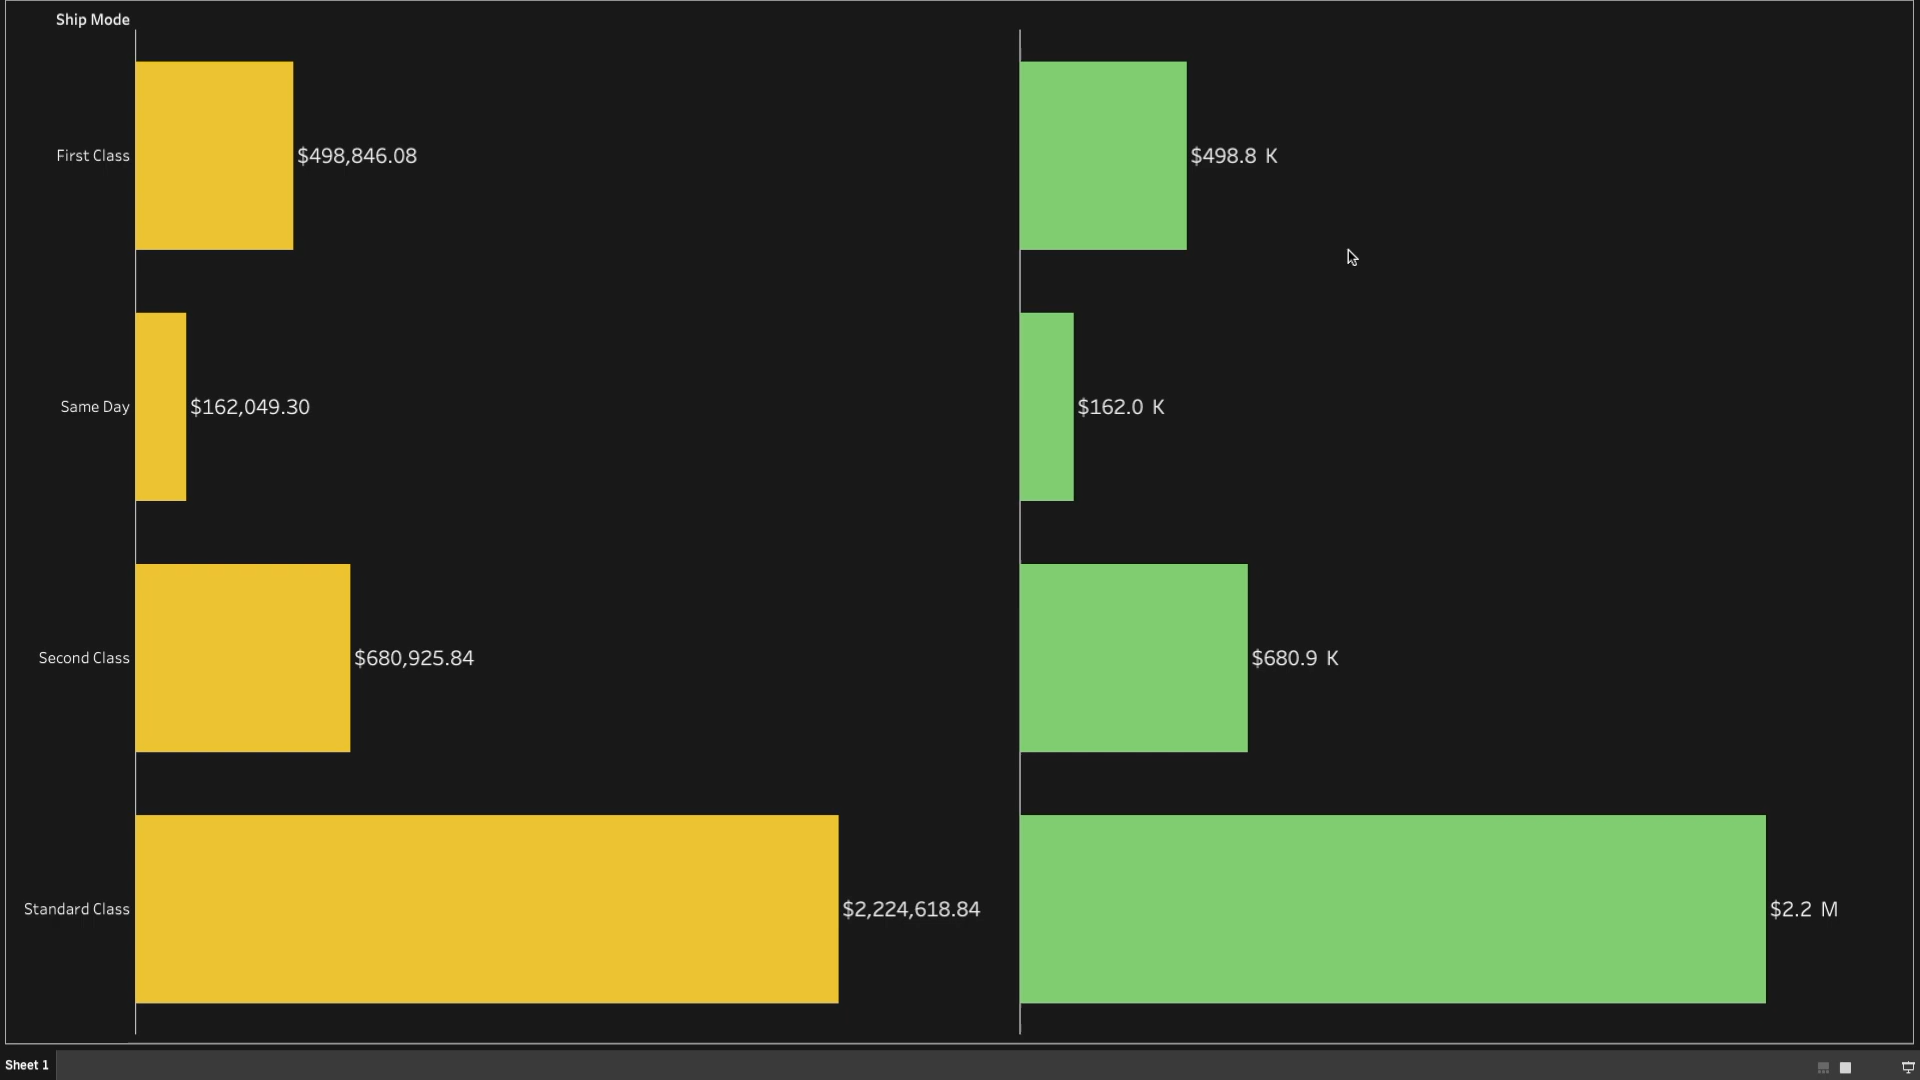 Ship Mode
First Class $498,846.08 $498.8 K
Same Day $162,049.30 $162.0 K
Second Class $680,925.84 $680.9 K
Standard Class $2,224,618.84 $2.2 M
Sheet 1